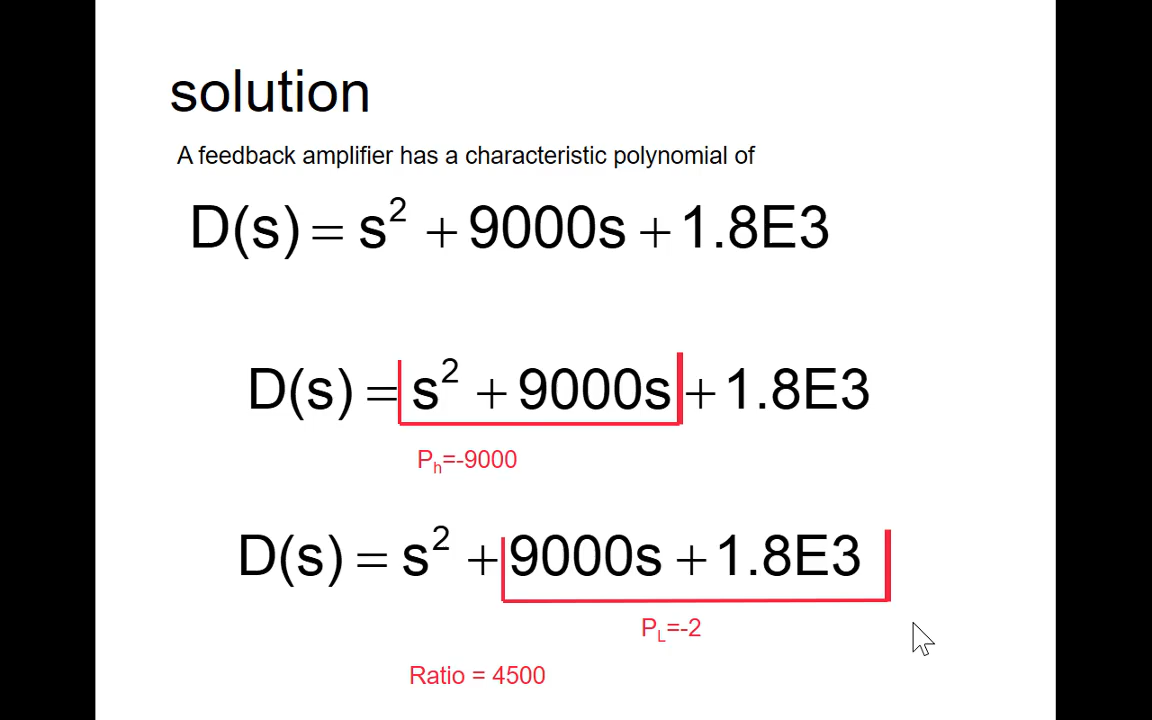 solution
A feedback amplifier has a characteristic polynomial of
D(s) = s² + 9000s + 1.8E3
D(s) = s² + 9000s + 1.8E3
Pₕ=-9000
D(s) = s² + 9000s + 1.8E3
P_L=-2
Ratio = 4500